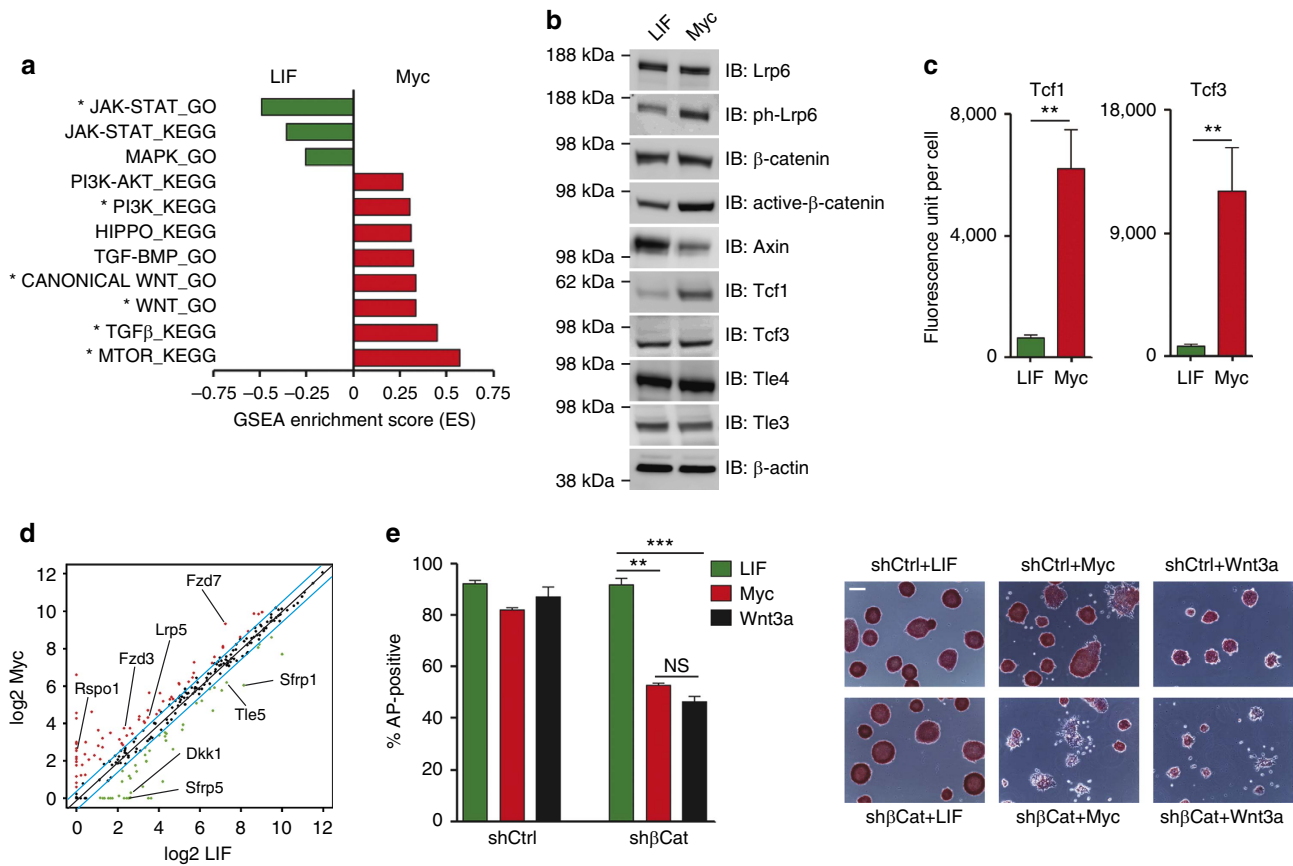 a
LIF
Myc
* JAK-STAT_GO
JAK-STAT_KEGG
MAPK_GO
PI3K-AKT_KEGG
* PI3K_KEGG
HIPPO_KEGG
TGF-BMP_GO
* CANONICAL WNT_GO
* WNT_GO
* TGFβ_KEGG
* MTOR_KEGG
−0.75 −0.5 −0.25 0 0.25 0.5 0.75
GSEA enrichment score (ES)
b
LIF Myc
188 kDa
IB: Lrp6
188 kDa
IB: ph-Lrp6
98 kDa
IB: β-catenin
98 kDa
IB: active-β-catenin
IB: Axin
98 kDa
62 kDa
IB: Tcf1
98 kDa
IB: Tcf3
98 kDa
IB: Tle4
98 kDa
IB: Tle3
IB: β-actin
38 kDa
c
Tcf1
**
8,000
4,000
0
Fluorescence unit per cell
LIF Myc
Tcf3
**
18,000
9,000
0
LIF Myc
d
12
10
8
6
4
2
0
log2 Myc
Fzd7
Lrp5
Fzd3
Rspo1
Sfrp1
Tle5
Dkk1
Sfrp5
0 2 4 6 8 10 12
log2 LIF
e
100
80
60
40
20
0
% AP-positive
***
**
NS
LIF
Myc
Wnt3a
shCtrl
shβCat
shCtrl+LIF
shCtrl+Myc
shCtrl+Wnt3a
shβCat+LIF
shβCat+Myc
shβCat+Wnt3a